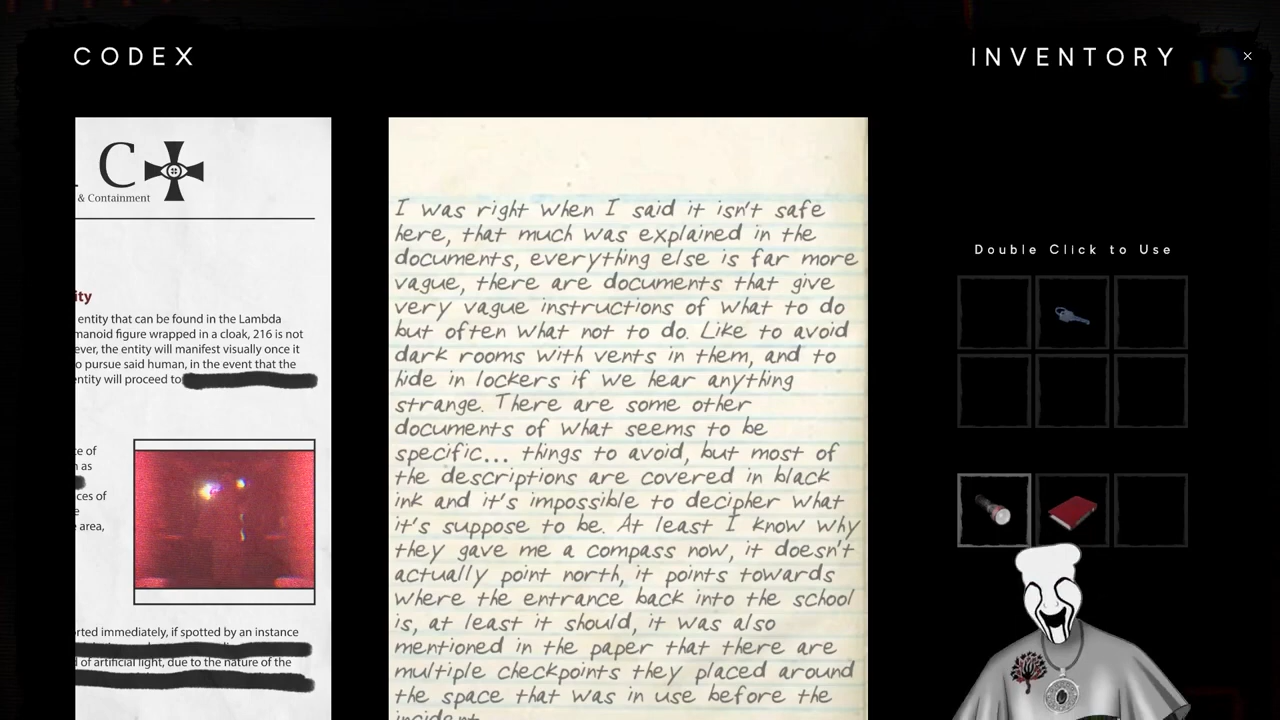 CODEX
INVENTORY
C
& Containment
ity
entity that can be found in the Lambda
manoid figure wrapped in a cloak, 216 is not
ever, the entity will manifest visually once it
o pursue said human, in the event that the
ntity will proceed to
ce of
n as
ces of
e
area,
orted immediately, if spotted by an instance
d of artificial light, due to the nature of the
I was right when I said it isn't safe
here, that much was explained in the
documents, everything else is far more
vague, there are documents that give
very vague instructions of what to do
but often what not to do. Like to avoid
dark rooms with vents in them, and to
hide in lockers if we hear anything
strange. There are some other
documents of what seems to be
specific... things to avoid, but most of
the descriptions are covered in black
ink and it's impossible to decipher what
it's suppose to be. At least I know why
they gave me a compass now, it doesn't
actually point north, it points towards
where the entrance back into the school
is, at least it should, it was also
mentioned in the paper that there are
multiple checkpoints they placed around
the space that was in use before the
incident
Double Click to Use